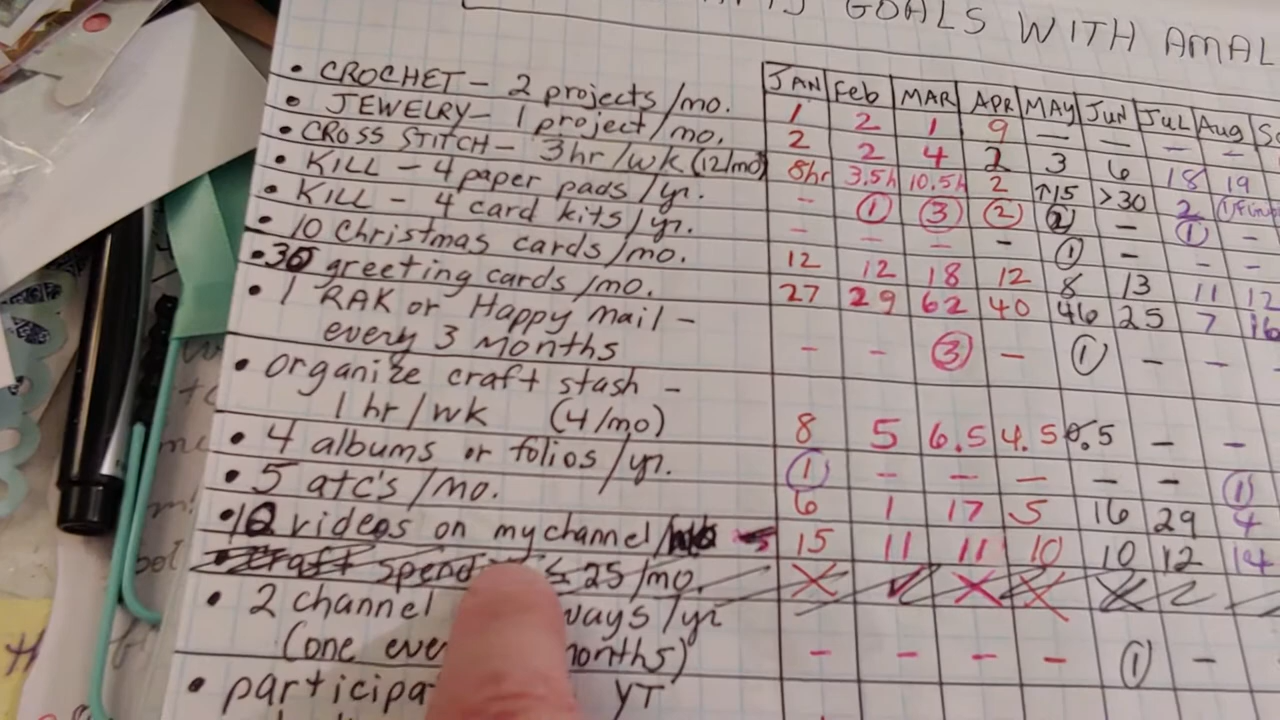 GOALS WITH AMAL
JAN Feb MAR APR MAY JUN JUL Aug
• CROCHET - 2 projects/mo. 1 2 1 9 — — — –
• JEWELRY - 1 project/mo. 2 2 4 2 3 6 18 19
• CROSS STITCH - 3hr/wk (12/mo) 8hr 3.5h 10.5h 2 ↑15 >30 2
• KILL - 4 paper pads/yr. – 1 3 2 2 – 1 –
• KILL - 4 card kits/yr. – – – – 1 – – –
• 10 Christmas cards/mo. 12 12 18 12 8 13 11 12
• 30 greeting cards/mo. 27 29 62 40 46 25 7 16
• 1 RAK or Happy mail -
every 3 months – – 3 – 1 – –
• organize craft stash -
1 hr/wk (4/mo) 8 5 6.5 4.5 .5 – –
• 4 albums or folios/yr. 1 – – — – – 1
• 5 atc's/mo. 6 1 17 5 16 29 4
• 10 videos on my channel 15 11 11 10 10 12 14
craft spend ≤ 25/mo.
• 2 channel ways/yr
(one eve months) – – – – 1 –
• participa YT